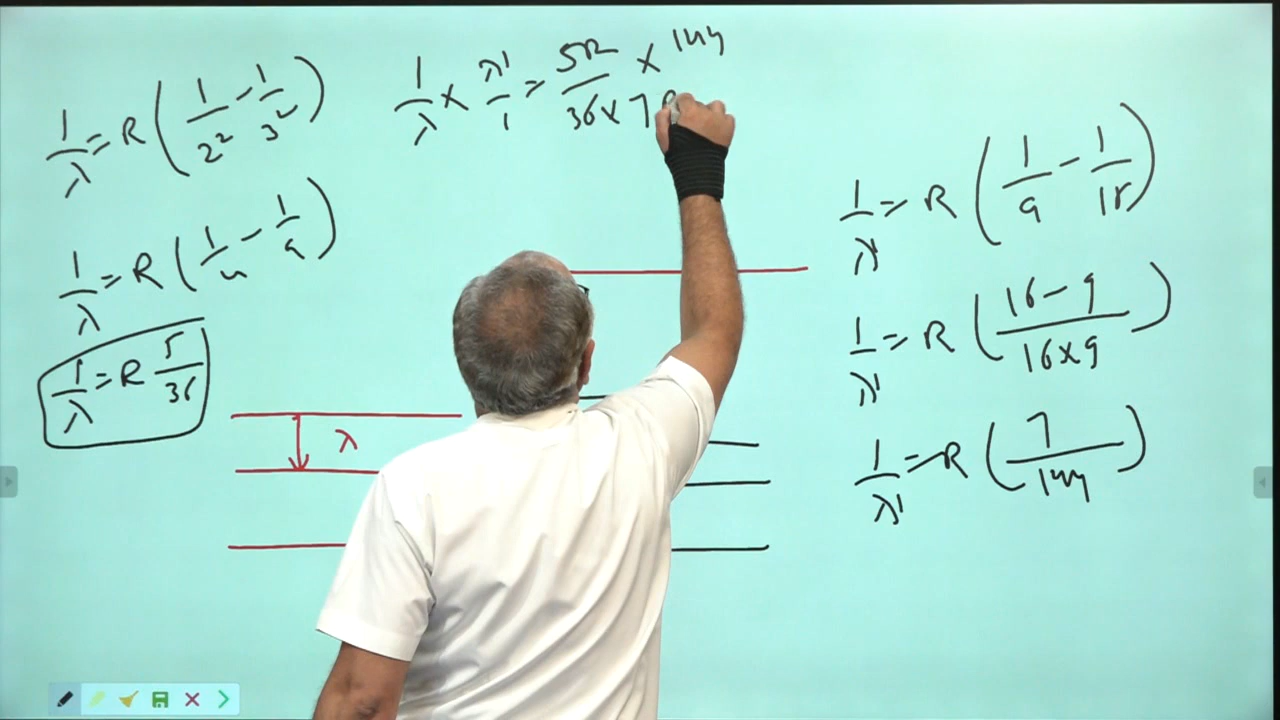 1/λ = R (1/2² - 1/3²)
1/λ = R (1/4 - 1/9)
1/λ = R 5/36
1/λ × λ'/1 = 5R/36×7R × 144
λ
1/λ' = R (1/9 - 1/15)
1/λ' = R (16-9/16×9)
1/λ' = R (7/144)